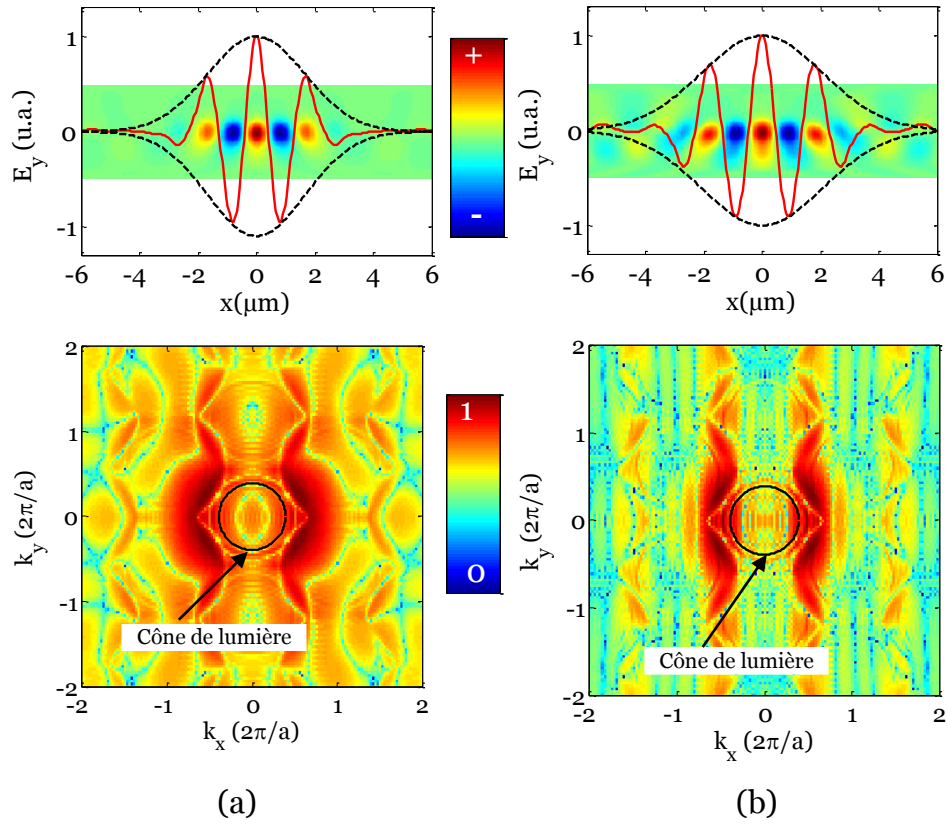 1
0
-1
E_y (u.a.)
-6 -4 -2 0 2 4 6
x(μm)
+
-
1
0
-1
E_y (u.a.)
-6 -4 -2 0 2 4 6
x(μm)
2
1
0
-1
-2
k_y (2π/a)
Cône de lumière
-1 0 1 2
k_x (2π/a)
1
0
2
1
0
-1
-2
k_y (2π/a)
Cône de lumière
-1 0 1 2
k_x (2π/a)
(a)
(b)